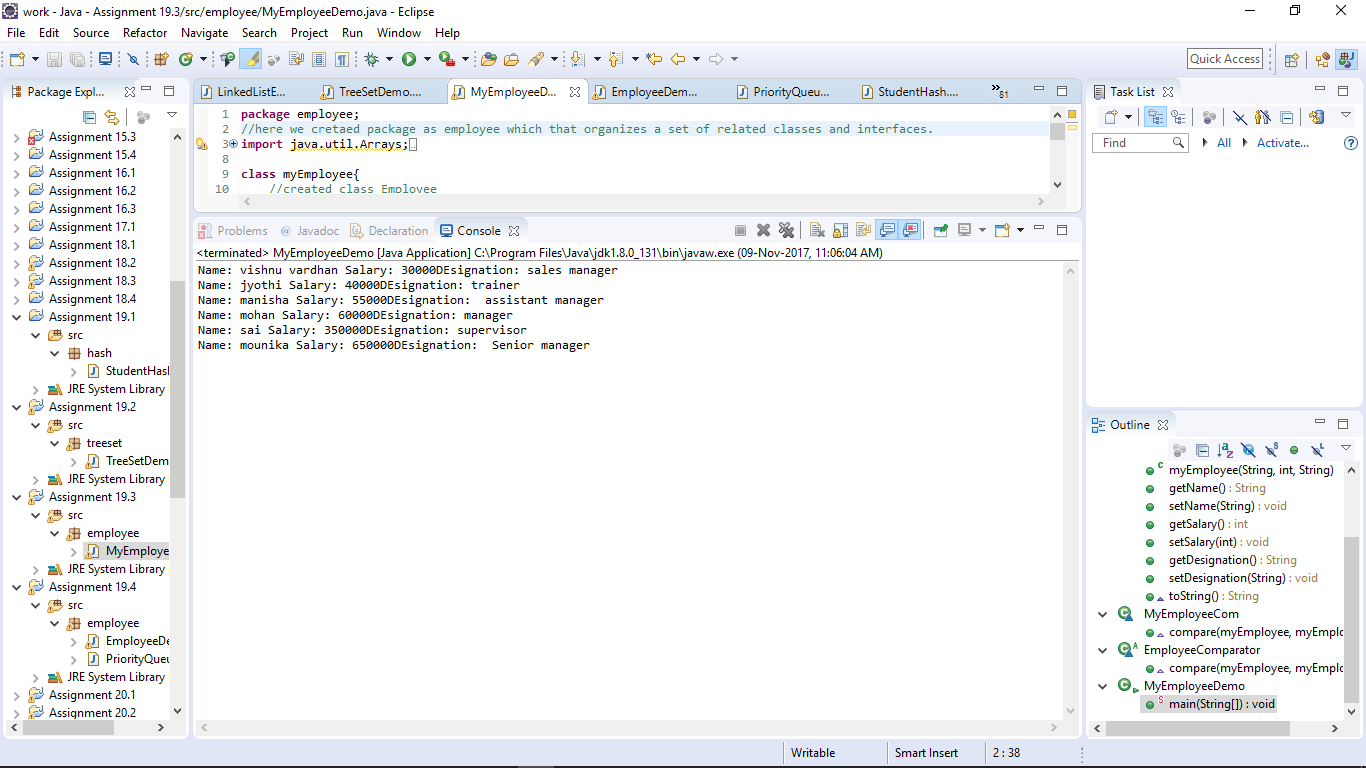 work - Java - Assignment 19.3/src/employee/MyEmployeeDemo.java - Eclipse
File Edit Source Refactor Navigate Search Project Run Window Help
Quick Access
Package Expl...
Assignment 15.3
Assignment 15.4
Assignment 16.1
Assignment 16.2
Assignment 16.3
Assignment 17.1
Assignment 18.1
Assignment 18.2
Assignment 18.3
Assignment 18.4
Assignment 19.1
src
hash
StudentHasl
JRE System Library
Assignment 19.2
src
treeset
TreeSetDem
JRE System Library
Assignment 19.3
src
employee
MyEmploye
JRE System Library
Assignment 19.4
src
employee
EmployeeDe
PriorityQueu
JRE System Library
Assignment 20.1
Assignment 20.2
LinkedListE... TreeSetDemo.... MyEmployeeD... EmployeeDem... PriorityQueu... StudentHash.... »81
1 package employee;
2 //here we cretaed package as employee which that organizes a set of related classes and interfaces.
3 import java.util.Arrays;
8
9 class myEmployee{
10 //created class Employee
Problems @ Javadoc Declaration Console
<terminated> MyEmployeeDemo [Java Application] C:\Program Files\Java\jdk1.8.0_131\bin\javaw.exe (09-Nov-2017, 11:06:04 AM)
Name: vishnu vardhan Salary: 30000DEsignation: sales manager
Name: jyothi Salary: 40000DEsignation: trainer
Name: manisha Salary: 55000DEsignation:  assistant manager
Name: mohan Salary: 60000DEsignation: manager
Name: sai Salary: 350000DEsignation: supervisor
Name: mounika Salary: 650000DEsignation:  Senior manager
Task List
Find All Activate...
Outline
myEmployee(String, int, String)
getName() : String
setName(String) : void
getSalary() : int
setSalary(int) : void
getDesignation() : String
setDesignation(String) : void
toString() : String
MyEmployeeCom
compare(myEmployee, myEmplc
EmployeeComparator
compare(myEmployee, myEmplc
MyEmployeeDemo
main(String[]) : void
Writable Smart Insert 2 : 38